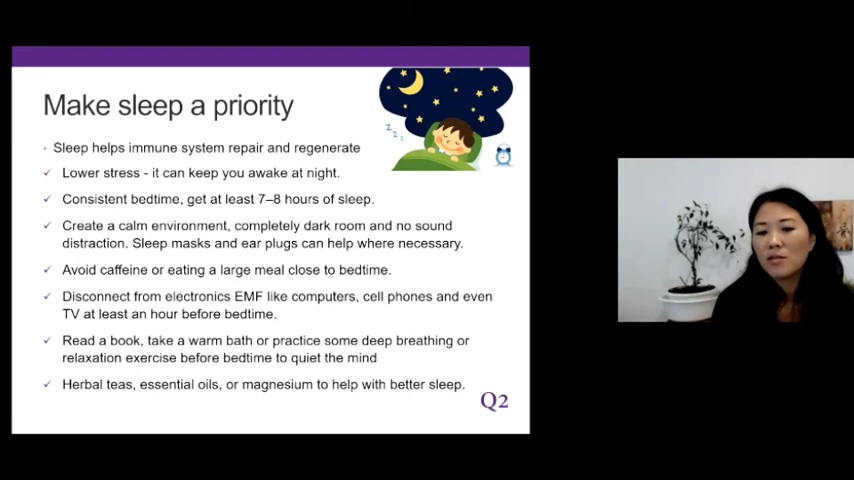 Make sleep a priority
z z z
• Sleep helps immune system repair and regenerate
✓ Lower stress - it can keep you awake at night.
✓ Consistent bedtime, get at least 7–8 hours of sleep.
✓ Create a calm environment, completely dark room and no sound
distraction. Sleep masks and ear plugs can help where necessary.
✓ Avoid caffeine or eating a large meal close to bedtime.
✓ Disconnect from electronics EMF like computers, cell phones and even
TV at least an hour before bedtime.
✓ Read a book, take a warm bath or practice some deep breathing or
relaxation exercise before bedtime to quiet the mind
✓ Herbal teas, essential oils, or magnesium to help with better sleep.
Q2